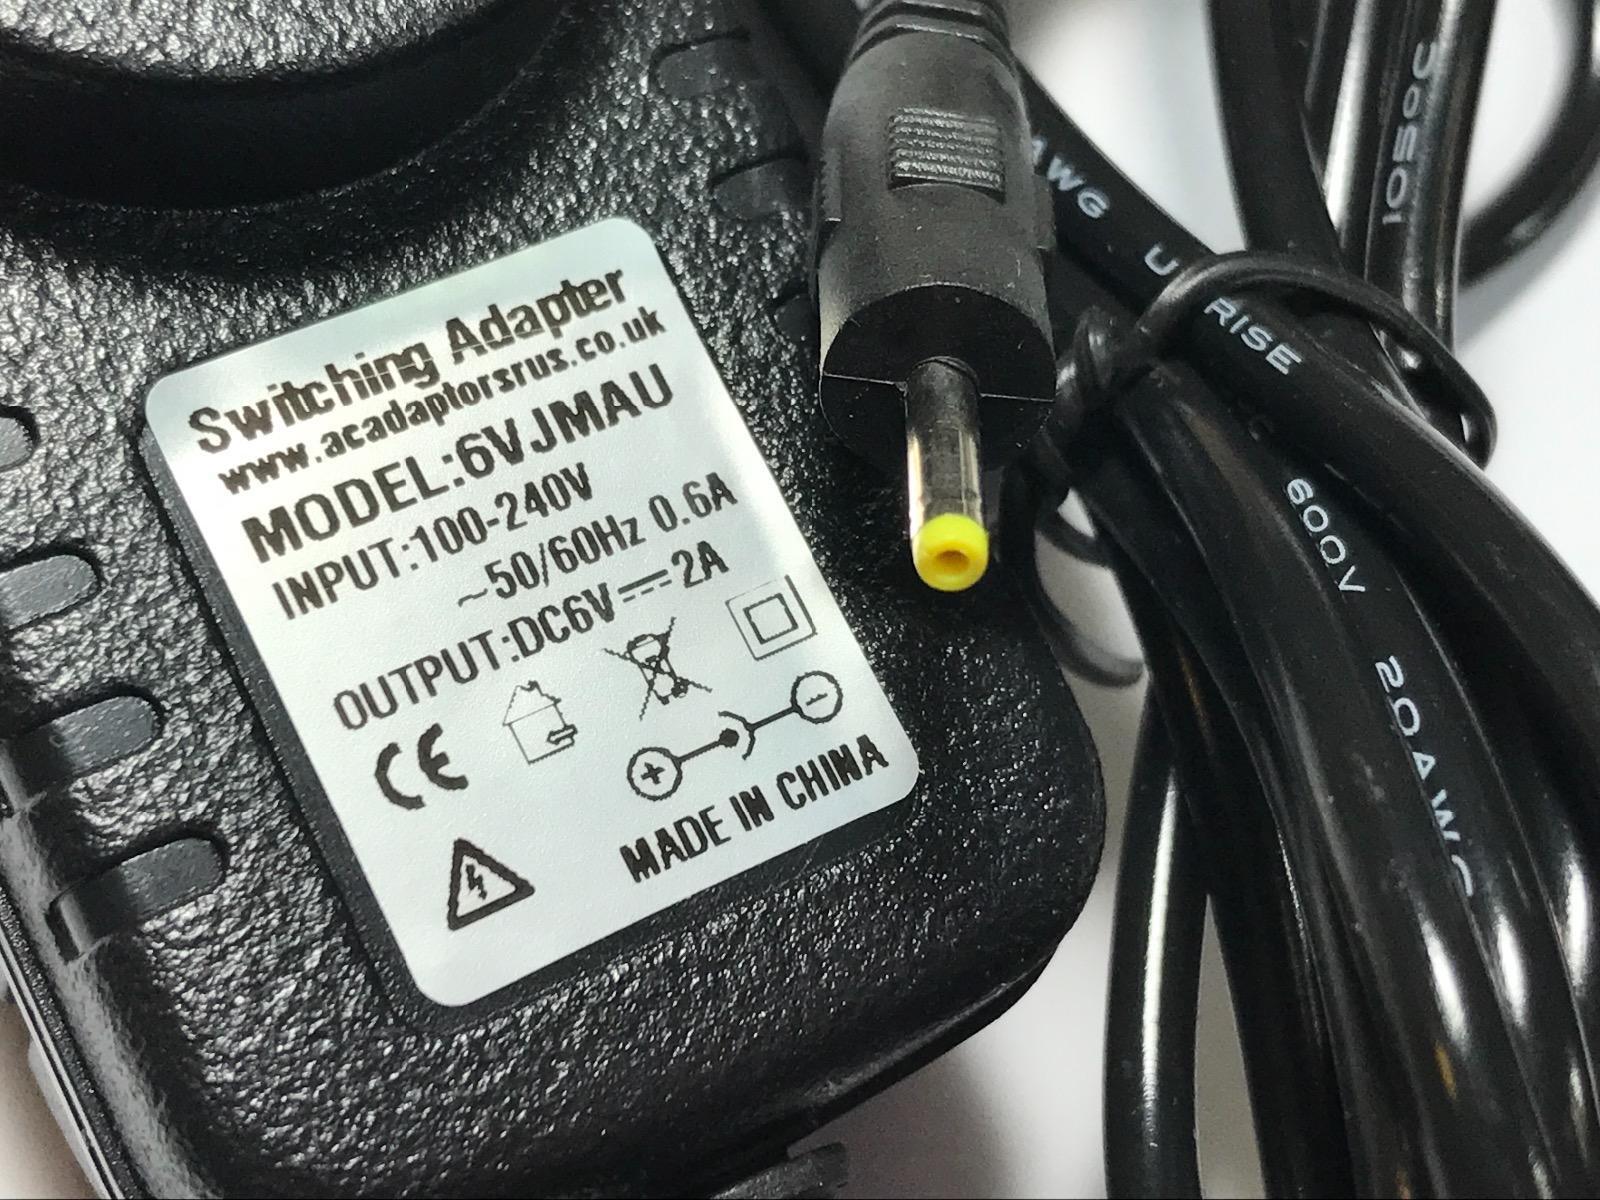 Switching Adapter
www.acadaptorsrus.co.uk
MODEL:6VJMAU
INPUT:100-240V
~50/60Hz 0.6A
OUTPUT:DC6V⎓2A
CE
+ -
MADE IN CHINA
AWG
RISE
600V
20AWG
105°C